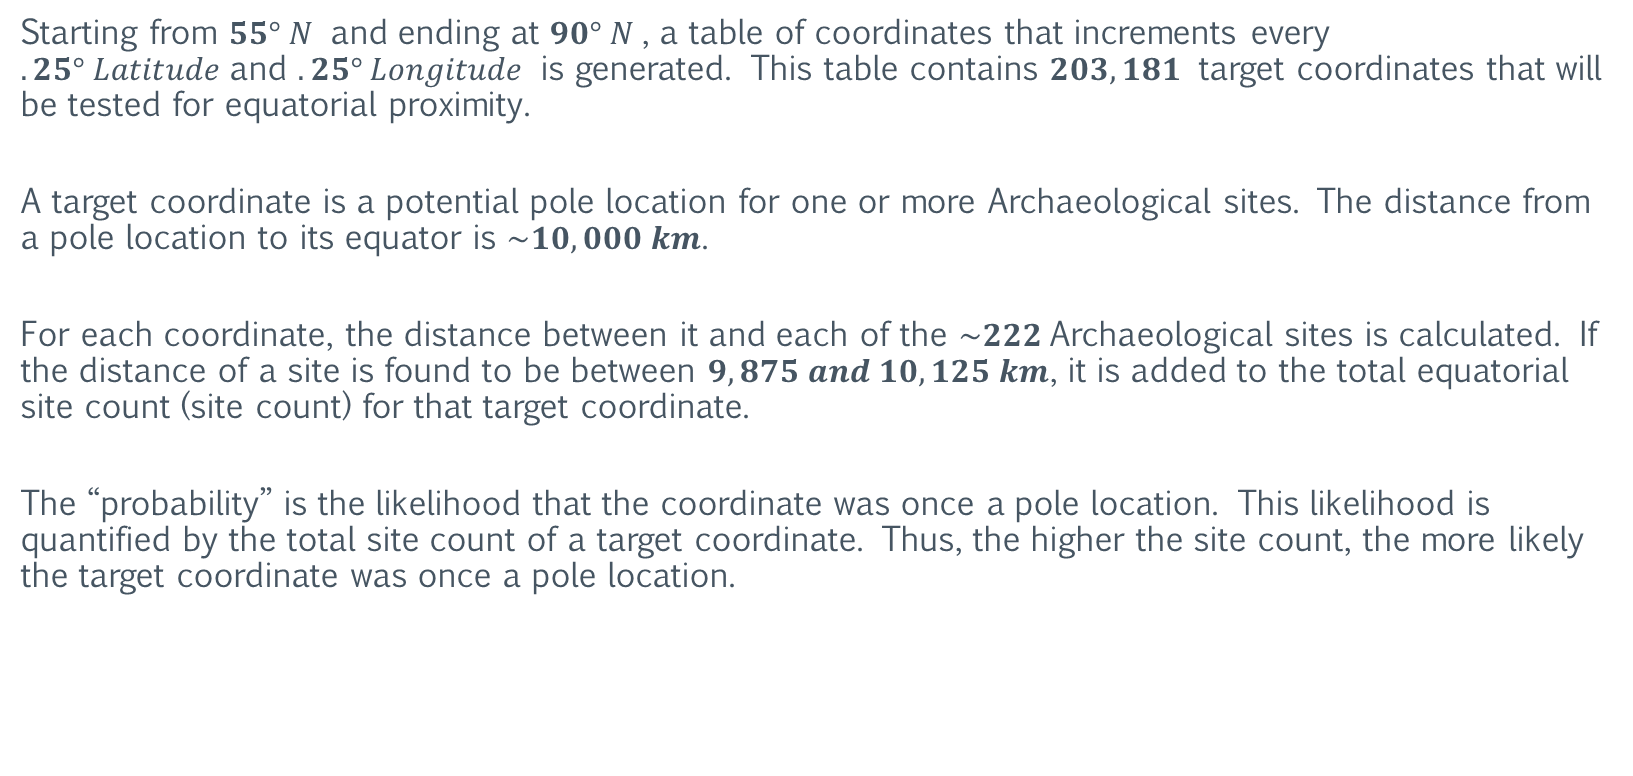 Starting from 55° N and ending at 90° N , a table of coordinates that increments every
.25° Latitude and .25° Longitude is generated. This table contains 203,181 target coordinates that will
be tested for equatorial proximity.
A target coordinate is a potential pole location for one or more Archaeological sites. The distance from
a pole location to its equator is ~10,000 km.
For each coordinate, the distance between it and each of the ~222 Archaeological sites is calculated. If
the distance of a site is found to be between 9,875 and 10,125 km, it is added to the total equatorial
site count (site count) for that target coordinate.
The “probability” is the likelihood that the coordinate was once a pole location. This likelihood is
quantified by the total site count of a target coordinate. Thus, the higher the site count, the more likely
the target coordinate was once a pole location.